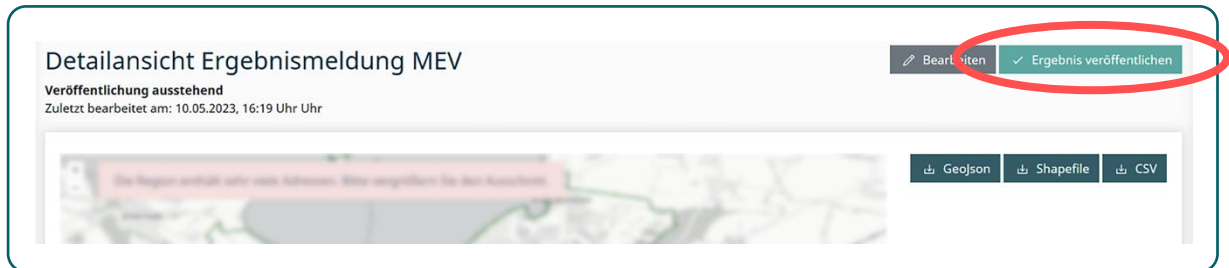 Detailansicht Ergebnismeldung MEV
Bearbeiten
Ergebnis veröffentlichen
Veröffentlichung ausstehend
Zuletzt bearbeitet am: 10.05.2023, 16:19 Uhr Uhr
Die Region enthält sehr viele Adressen. Bitte vergrößern Sie den Ausschnitt.
GeoJson
Shapefile
CSV